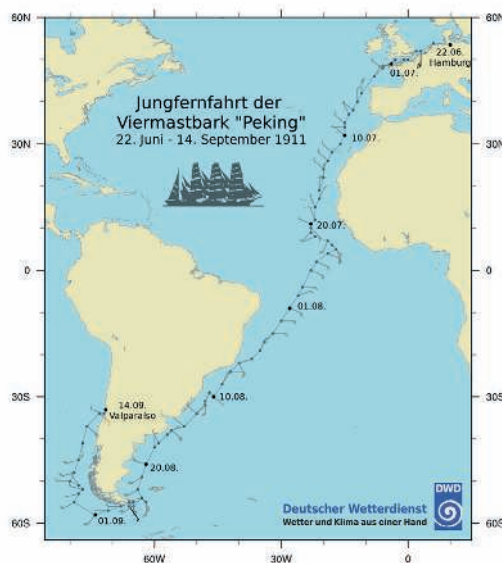 60N
60N
22.06.
Hamburg
01.07.
Jungfernfahrt der
Viermastbark "Peking"
22. Juni - 14. September 1911
30N
30N
10.07.
20.07.
0
0
01.08.
30S
30S
14.09.
Valparaiso
10.08.
20.08.
01.09.
DWD
Deutscher Wetterdienst
Wetter und Klima aus einer Hand
60S
60S
60W
30W
0